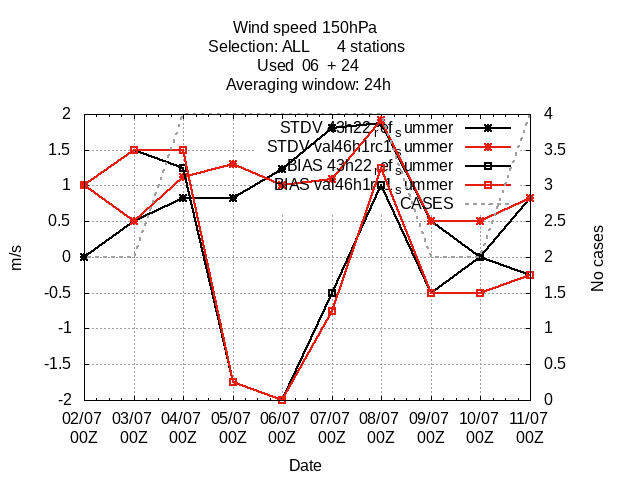 Wind speed 150hPa
Selection: ALL 4 stations
Used 06 + 24
Averaging window: 24h
STDV 43h22_ref_summer
STDV val46h1rc1_summer
BIAS 43h22_ref_summer
BIAS val46h1rc1_summer
CASES
2
1.5
1
0.5
0
-0.5
-1
-1.5
-2
4
3.5
3
2.5
2
1.5
1
0.5
0
m/s
No cases
02/07 03/07 04/07 05/07 06/07 07/07 08/07 09/07 10/07 11/07
00Z 00Z 00Z 00Z 00Z 00Z 00Z 00Z 00Z 00Z
Date